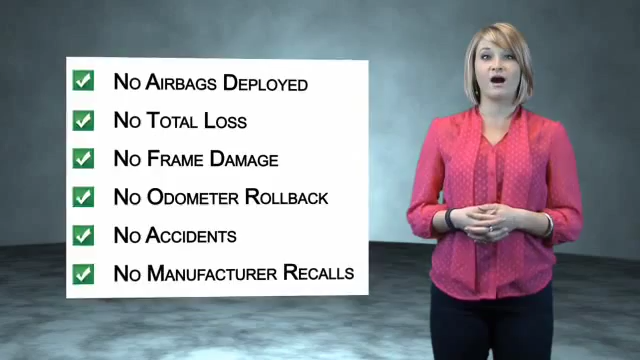 No Airbags Deployed
No Total Loss
No Frame Damage
No Odometer Rollback
No Accidents
No Manufacturer Recalls